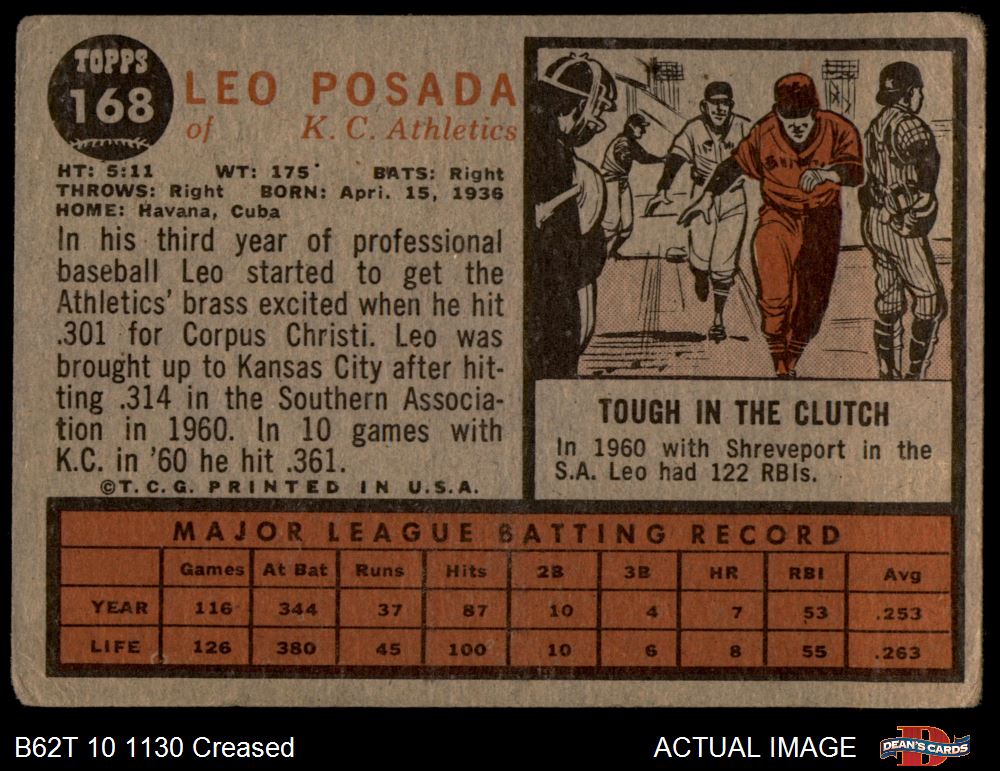 TOPPS
168
LEO POSADA
of K. C. Athletics
HT: 5:11 WT: 175 BATS: Right
THROWS: Right BORN: Apri. 15, 1936
HOME: Havana, Cuba
In his third year of professional
baseball Leo started to get the
Athletics' brass excited when he hit
.301 for Corpus Christi. Leo was
brought up to Kansas City after hit-
ting .314 in the Southern Associa-
tion in 1960. In 10 games with
K.C. in '60 he hit .361.
©T.C.G. PRINTED IN U.S.A.
TOUGH IN THE CLUTCH
In 1960 with Shreveport in the
S.A. Leo had 122 RBIs.
MAJOR LEAGUE BATTING RECORD
Games At Bat Runs Hits 2B 3B HR RBI Avg
YEAR 116 344 37 87 10 4 7 53 .253
LIFE 126 380 45 100 10 6 8 55 .263
B62T 10 1130 Creased
ACTUAL IMAGE
DEAN'S CARDS